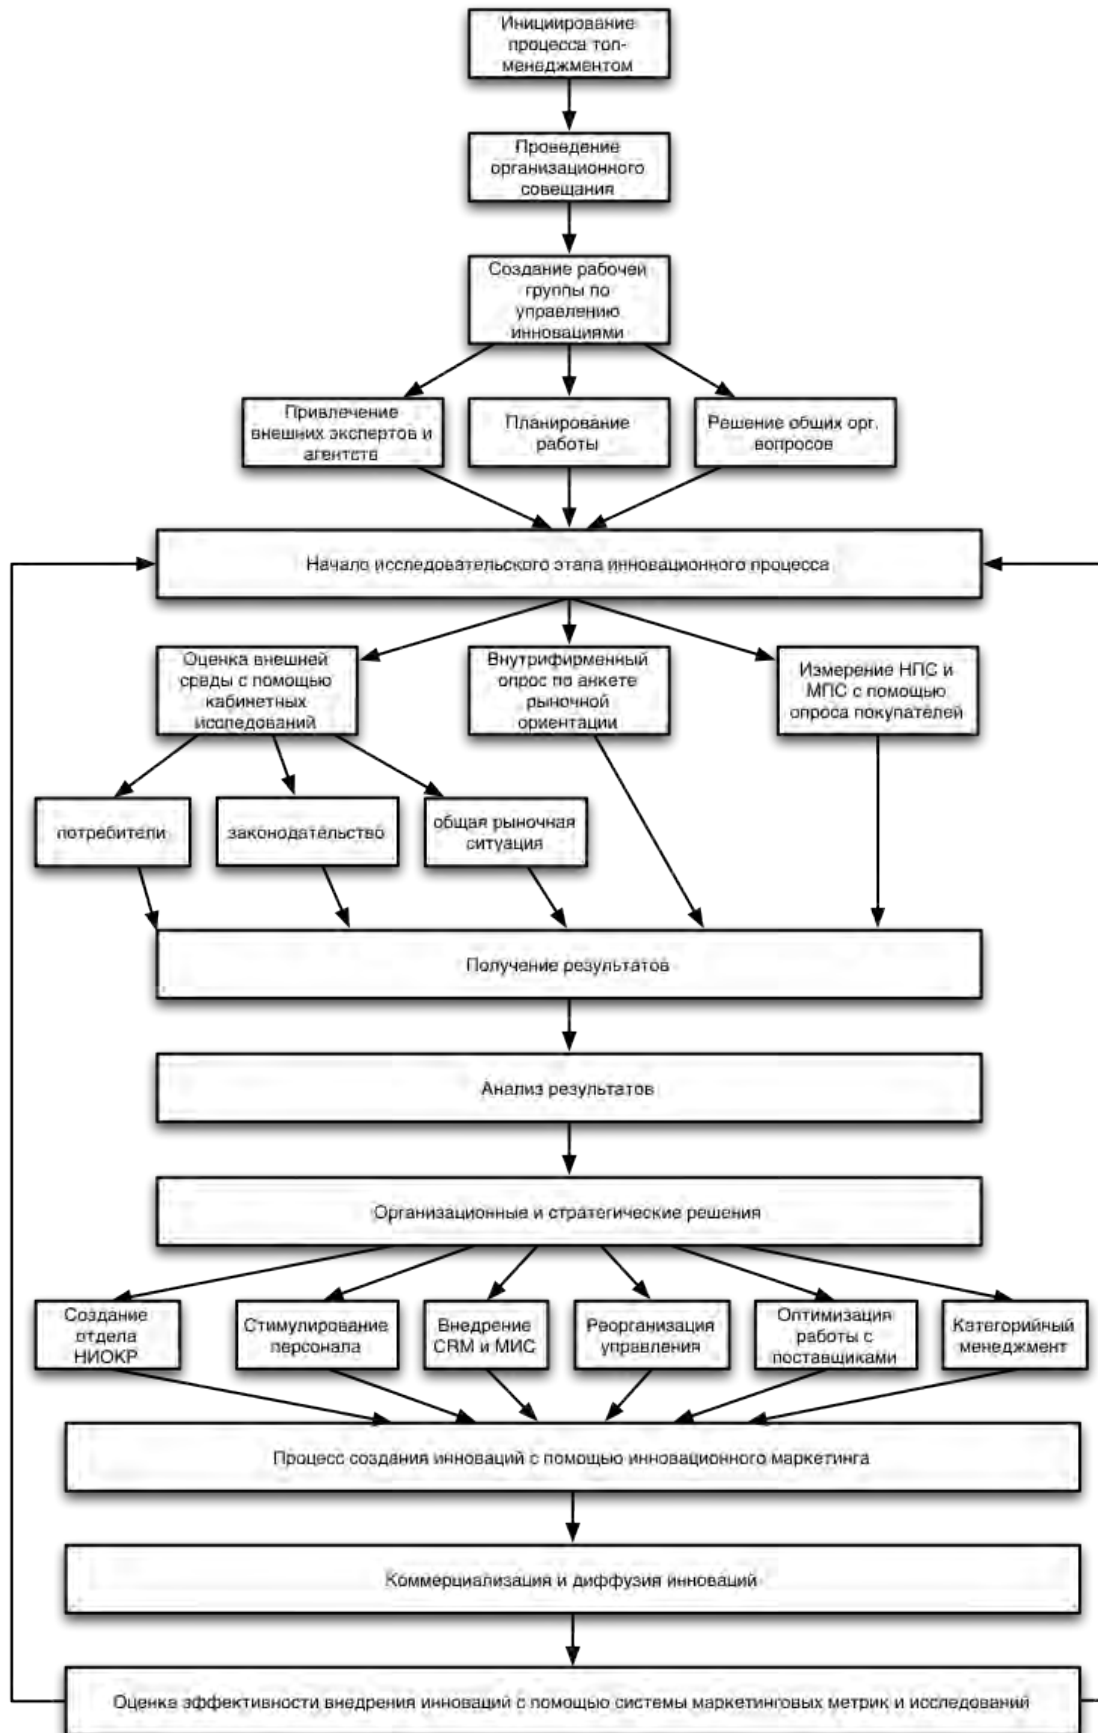 Инициирование
процесса топ-
менеджментом
Проведение
организационного
совещания
Создание рабочей
группы по
управлению
инновациями
Привлечение
внешних экспертов и
агентств
Планирование
работы
Решение общих орг.
вопросов
Начало исследовательского этапа инновационного процесса
Оценка внешней
среды с помощью
кабинетных
исследований
Внутрифирменный
опрос по анкете
рыночной
ориентации
Измерение НПС и
МПС с помощью
опроса покупателей
потребители
законодательство
общая рыночная
ситуация
Получение результатов
Анализ результатов
Организационные и стратегические решения
Создание
отдела
НИОКР
Стимулирование
персонала
Внедрение
CRM и МИС
Реорганизация
управления
Оптимизация
работы с
поставщиками
Категорийный
менеджмент
Процесс создания инноваций с помощью инновационного маркетинга
Коммерциализация и диффузия инноваций
Оценка эффективности внедрения инноваций с помощью системы маркетинговых метрик и исследований